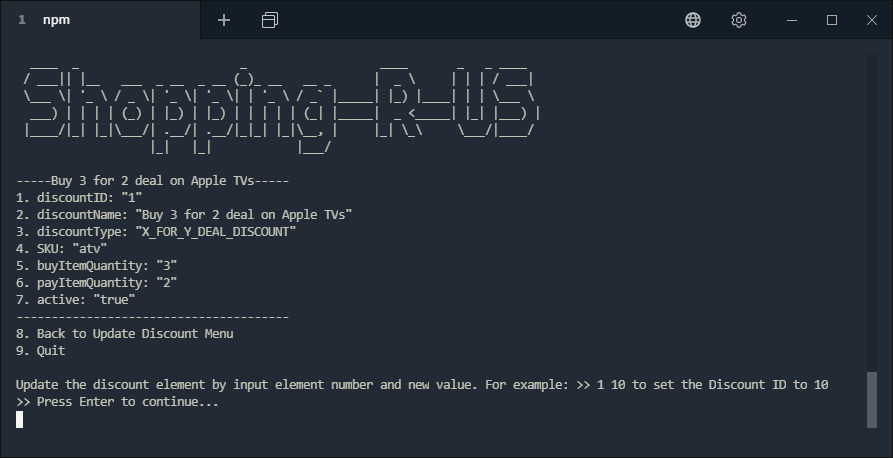 1 npm
Shopping-R-US
-----Buy 3 for 2 deal on Apple TVs-----
1. discountID: "1"
2. discountName: "Buy 3 for 2 deal on Apple TVs"
3. discountType: "X_FOR_Y_DEAL_DISCOUNT"
4. SKU: "atv"
5. buyItemQuantity: "3"
6. payItemQuantity: "2"
7. active: "true"
---------------------------------------
8. Back to Update Discount Menu
9. Quit
Update the discount element by input element number and new value. For example: >> 1 10 to set the Discount ID to 10
>> Press Enter to continue...